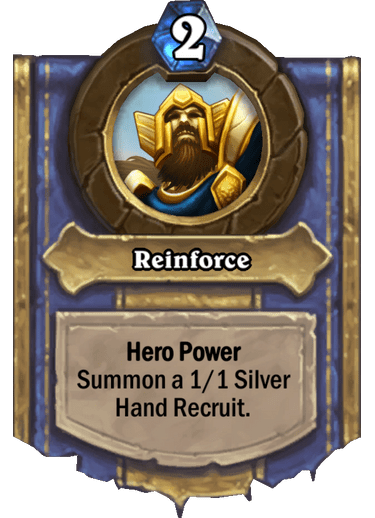 2
Reinforce
Hero Power
Summon a 1/1 Silver
Hand Recruit.